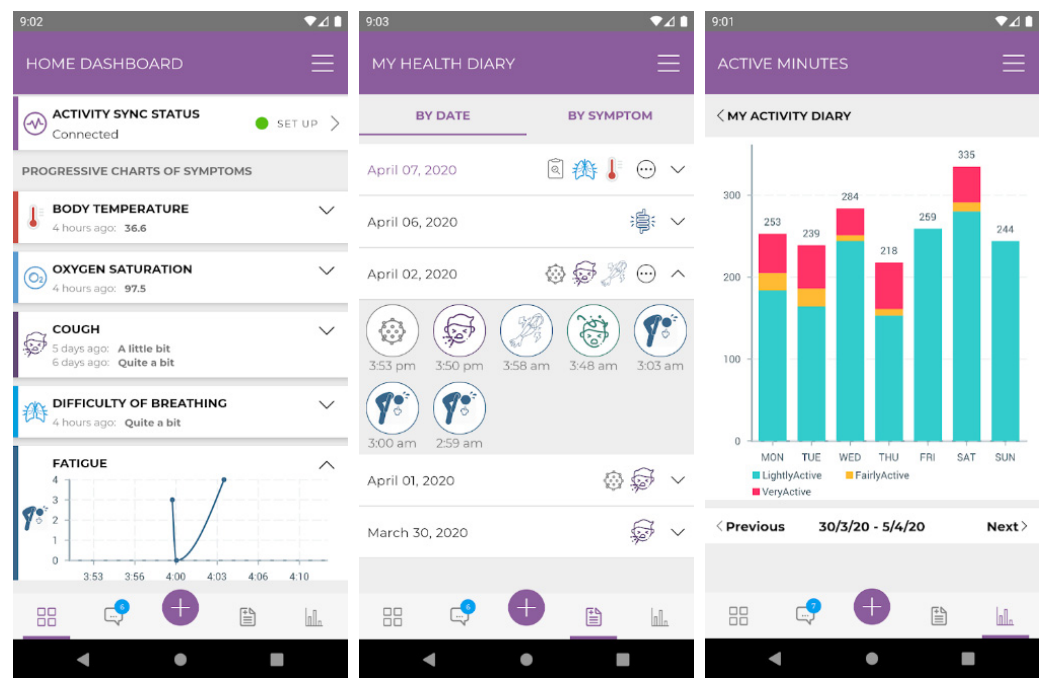 9:02
HOME DASHBOARD
ACTIVITY SYNC STATUS
Connected
SET UP
PROGRESSIVE CHARTS OF SYMPTOMS
BODY TEMPERATURE
4 hours ago: 36.6
OXYGEN SATURATION
O2
4 hours ago: 97.5
COUGH
5 days ago: A little bit
6 days ago: Quite a bit
DIFFICULTY OF BREATHING
4 hours ago: Quite a bit
FATIGUE
4
3
2
1
0
3:53 3:56 4:00 4:03 4:06 4:10
6
9:03
MY HEALTH DIARY
BY DATE BY SYMPTOM
April 07, 2020
April 06, 2020
April 02, 2020
3:53 pm 3:50 pm 3:58 am 3:48 am 3:03 am
3:00 am 2:59 am
April 01, 2020
March 30, 2020
6
9:01
ACTIVE MINUTES
MY ACTIVITY DIARY
335
300
284
253
239
259
218
244
200
100
0
MON TUE WED THU FRI SAT SUN
LightlyActive FairlyActive
VeryActive
Previous 30/3/20 - 5/4/20 Next
7